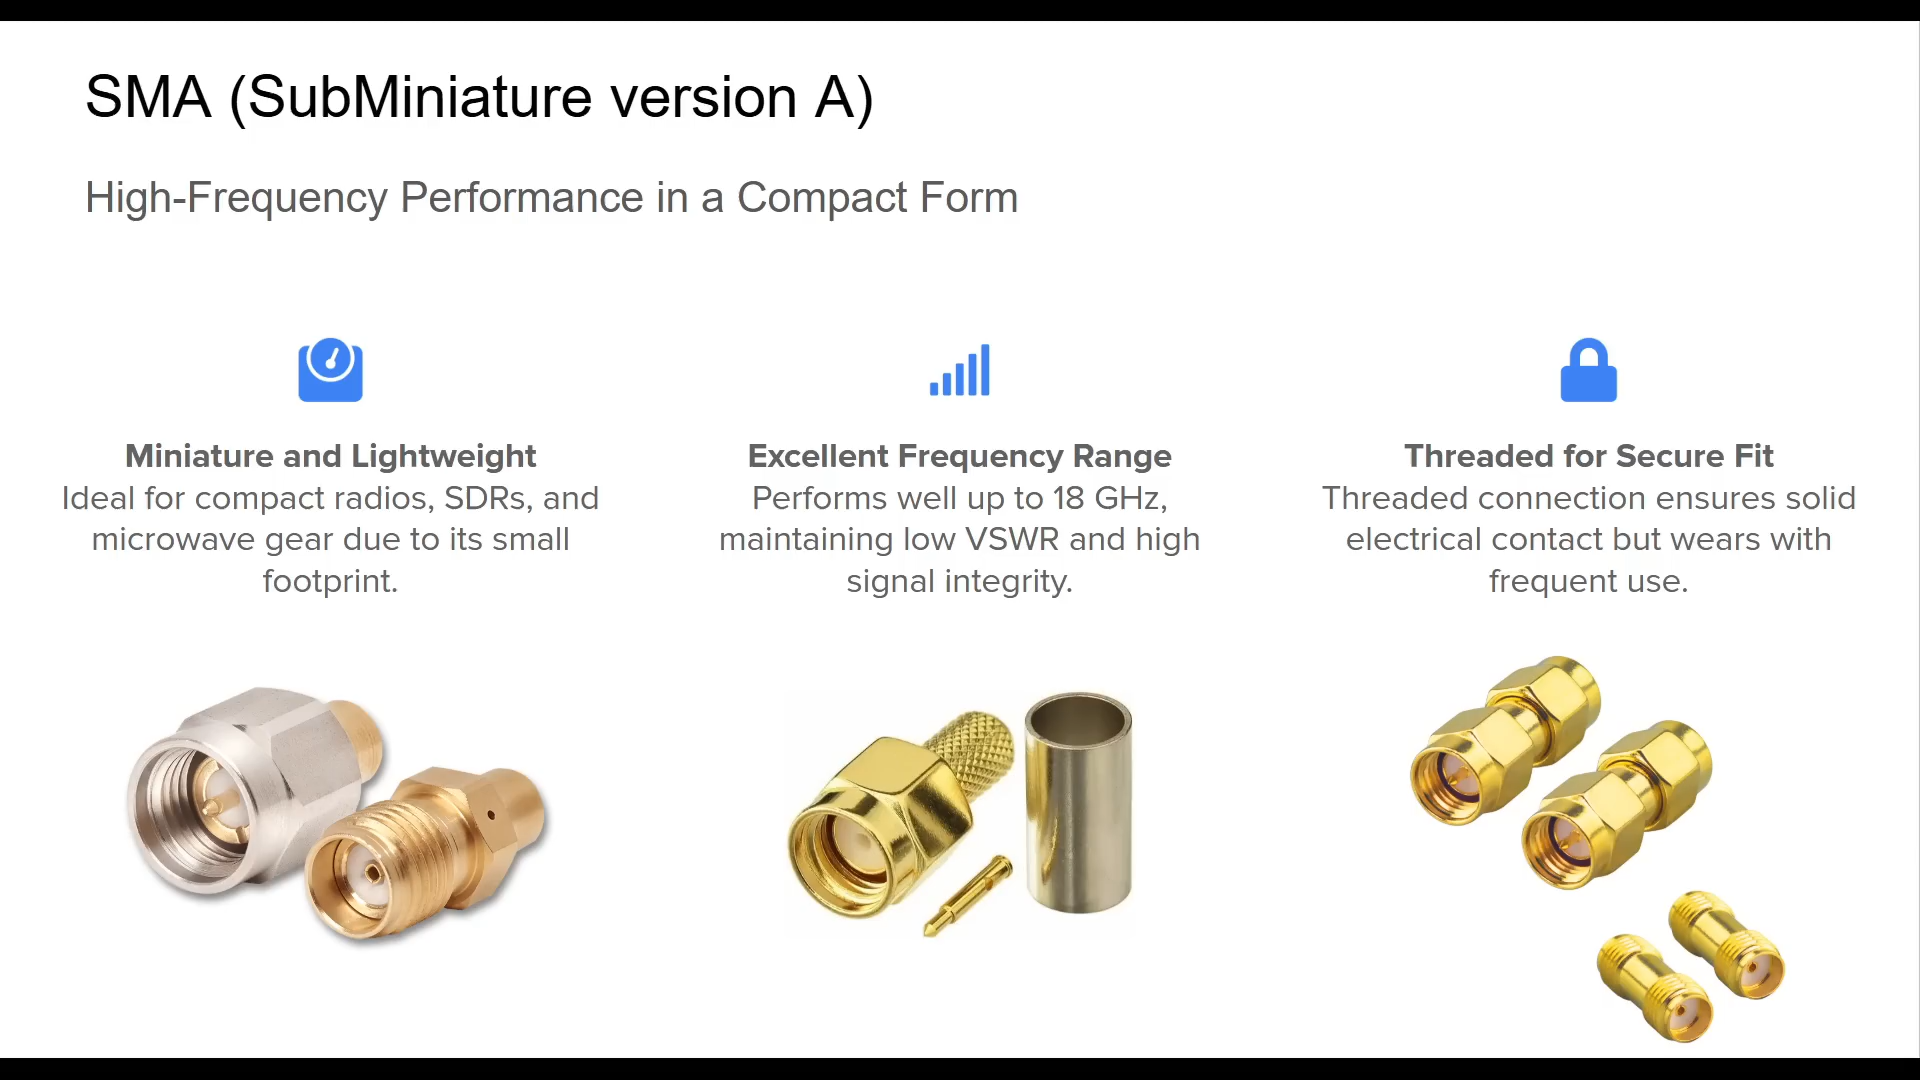 SMA (SubMiniature version A)
High-Frequency Performance in a Compact Form
Miniature and Lightweight
Ideal for compact radios, SDRs, and
microwave gear due to its small
footprint.
Excellent Frequency Range
Performs well up to 18 GHz,
maintaining low VSWR and high
signal integrity.
Threaded for Secure Fit
Threaded connection ensures solid
electrical contact but wears with
frequent use.